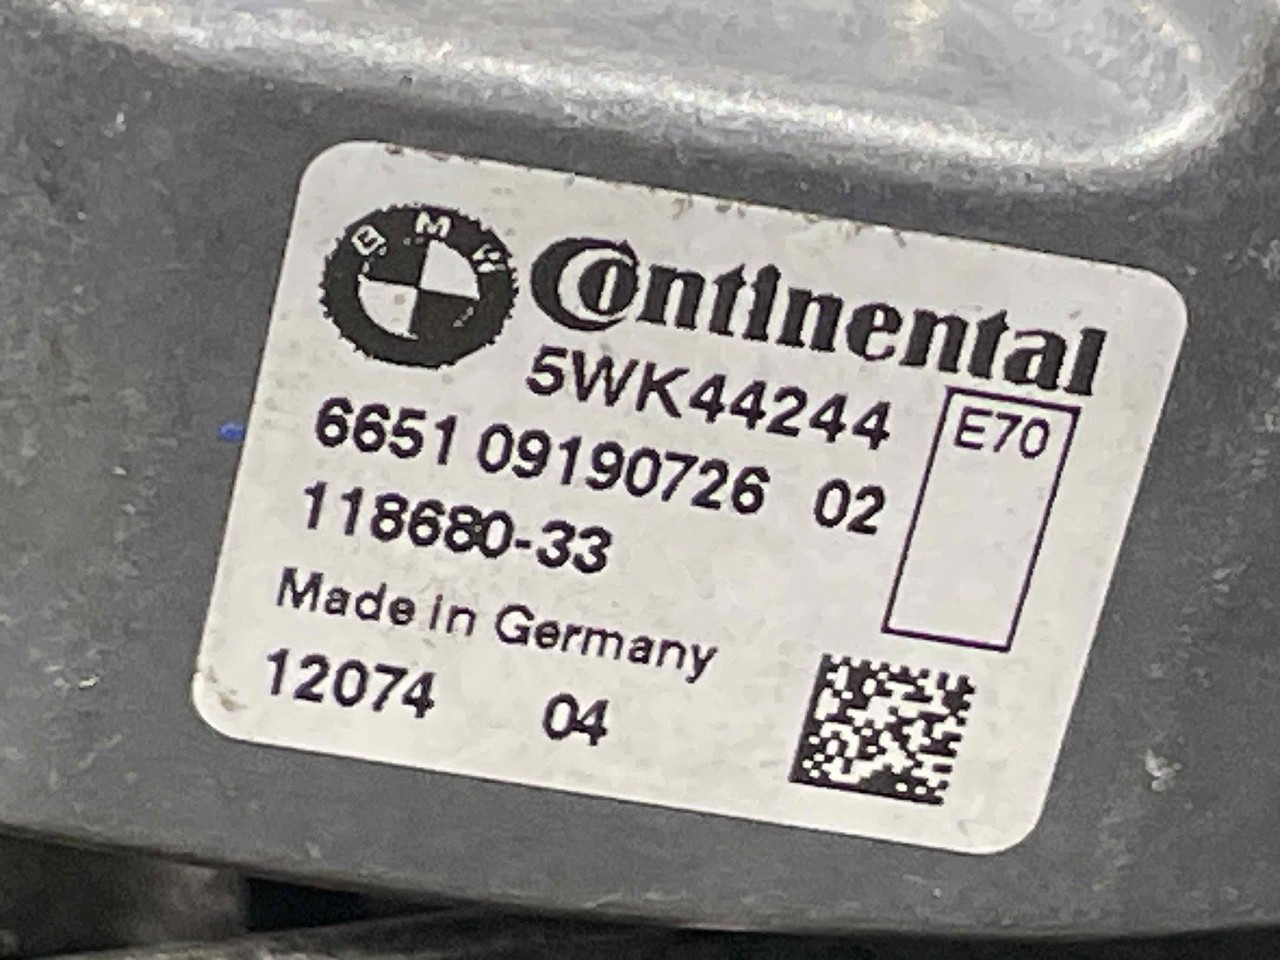 BMW Continental
5WK44244
E70
6651 09190726 02
118680-33
Made in Germany
12074 04